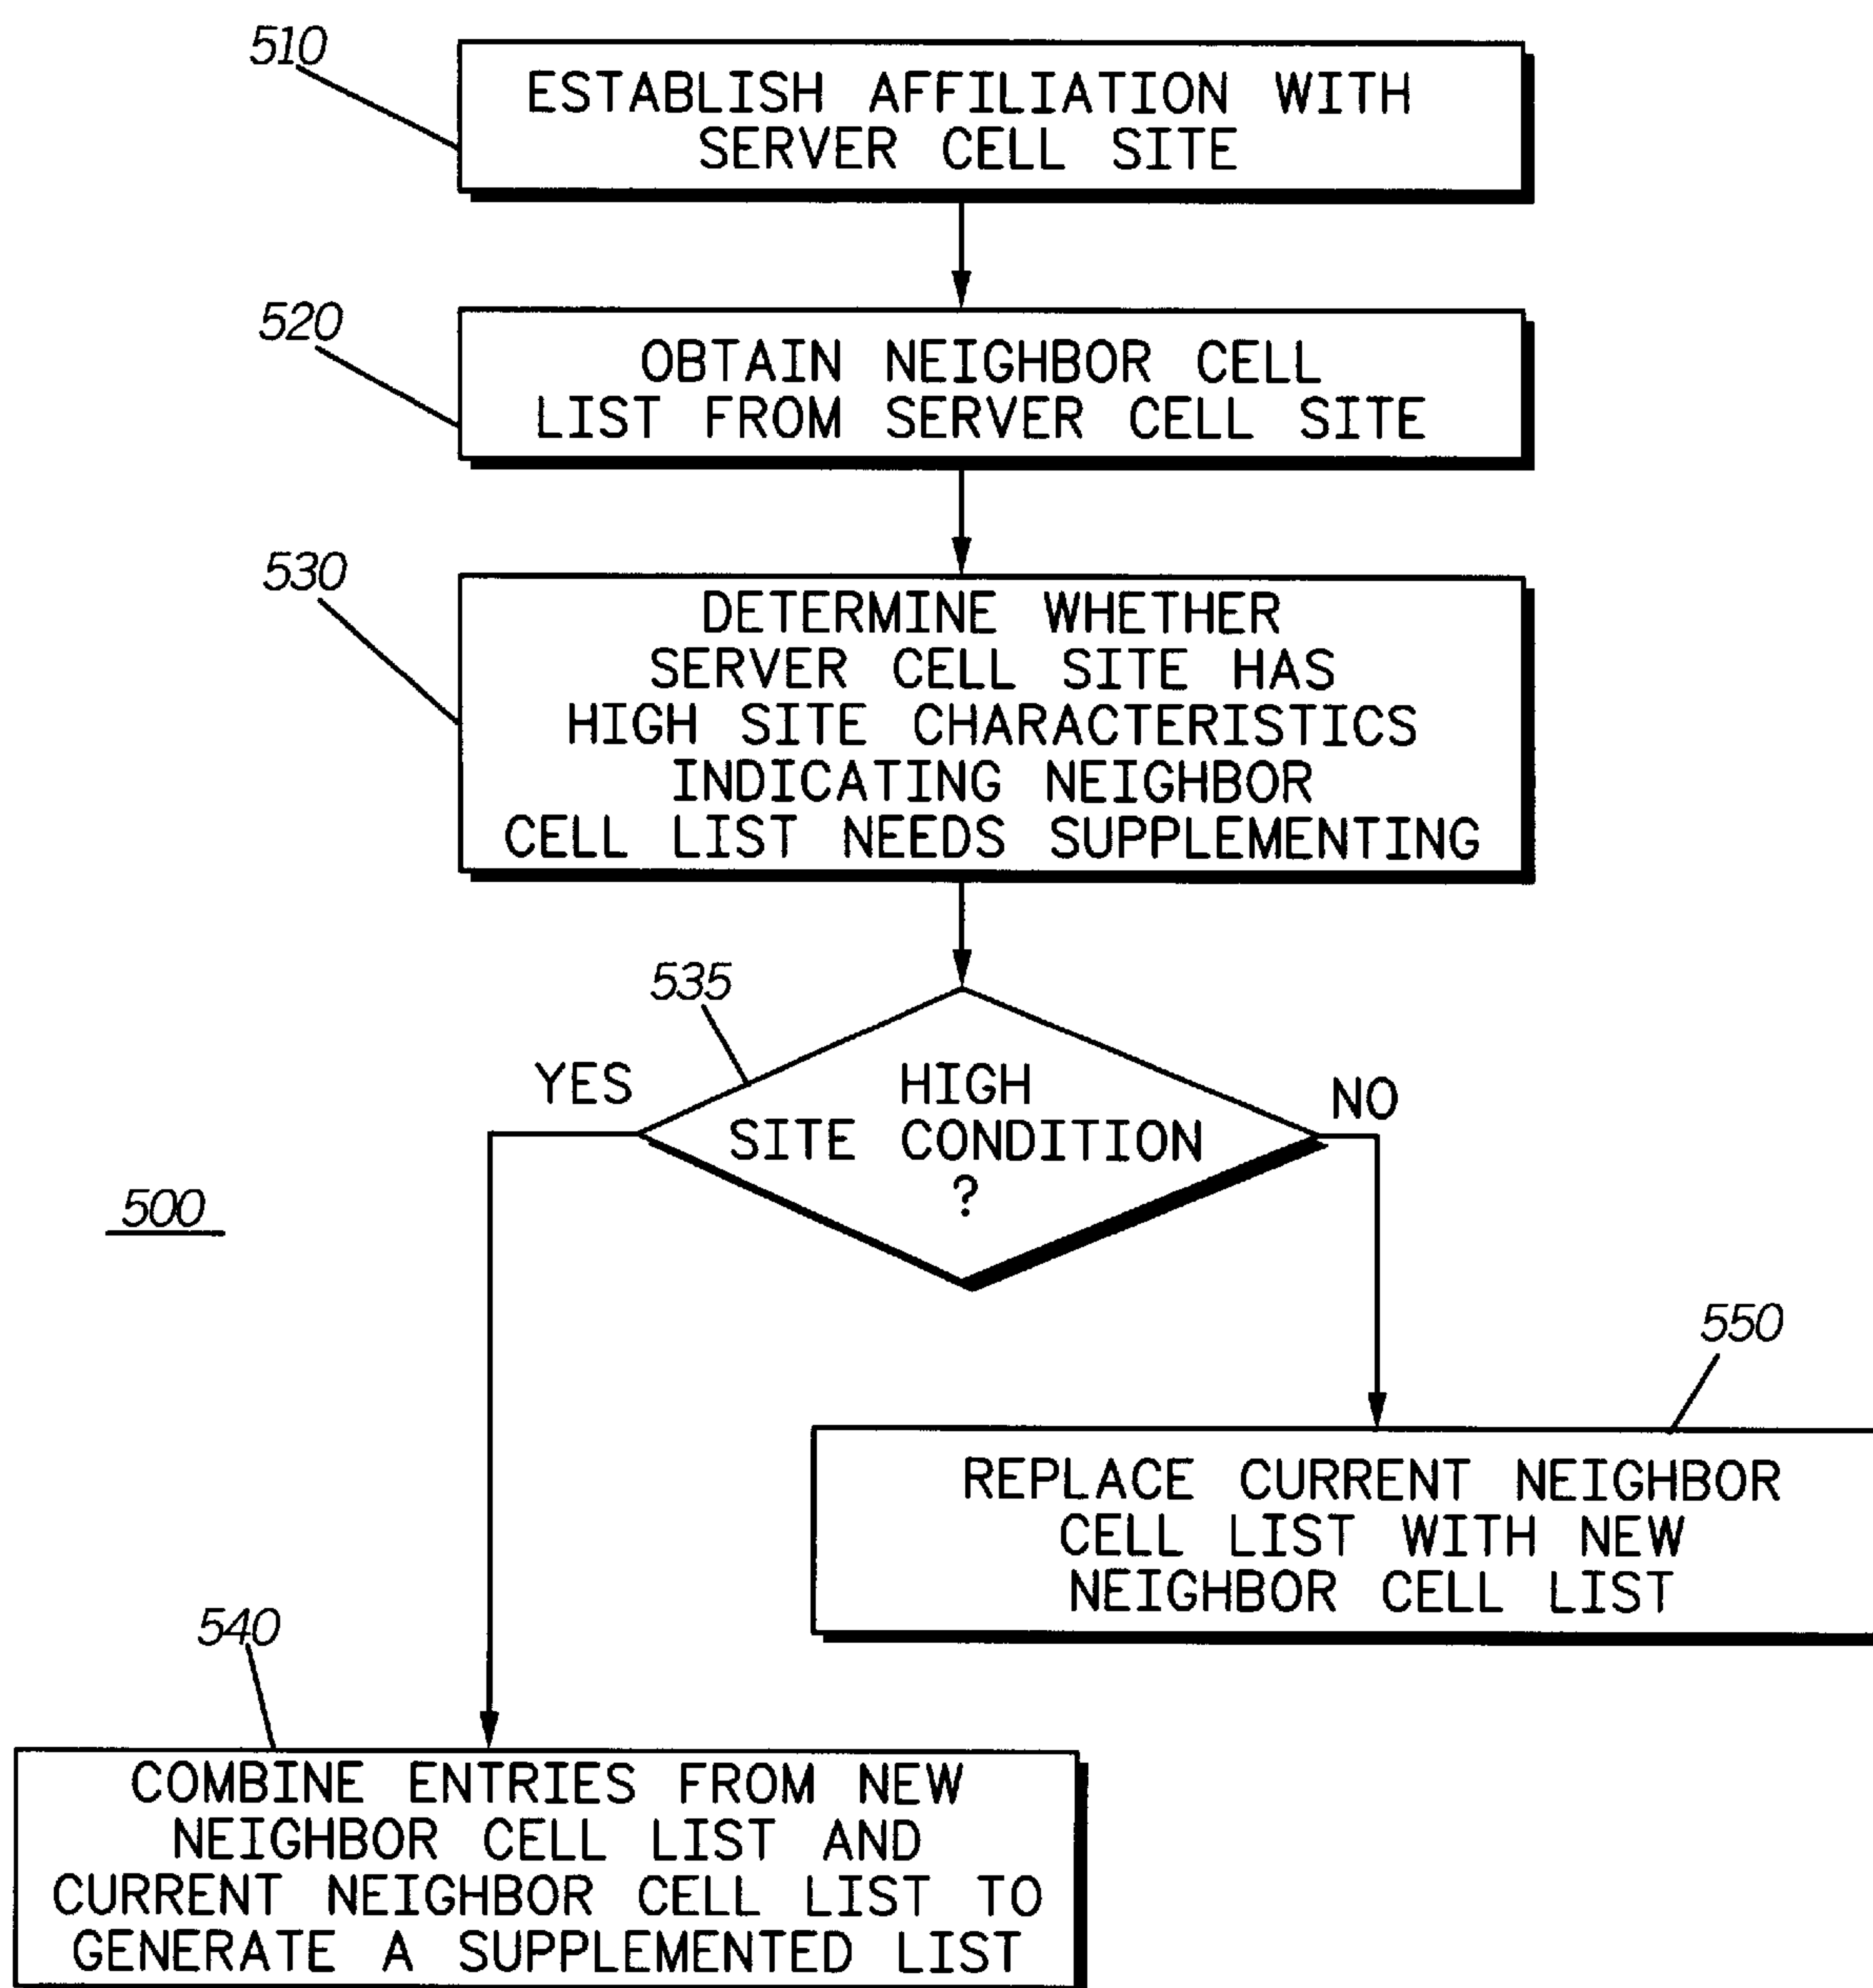 510
ESTABLISH AFFILIATION WITH
SERVER CELL SITE
520
OBTAIN NEIGHBOR CELL
LIST FROM SERVER CELL SITE
530
DETERMINE WHETHER
SERVER CELL SITE HAS
HIGH SITE CHARACTERISTICS
INDICATING NEIGHBOR
CELL LIST NEEDS SUPPLEMENTING
535
YES
HIGH
SITE CONDITION
?
NO
500
550
REPLACE CURRENT NEIGHBOR
CELL LIST WITH NEW
NEIGHBOR CELL LIST
540
COMBINE ENTRIES FROM NEW
NEIGHBOR CELL LIST AND
CURRENT NEIGHBOR CELL LIST TO
GENERATE A SUPPLEMENTED LIST